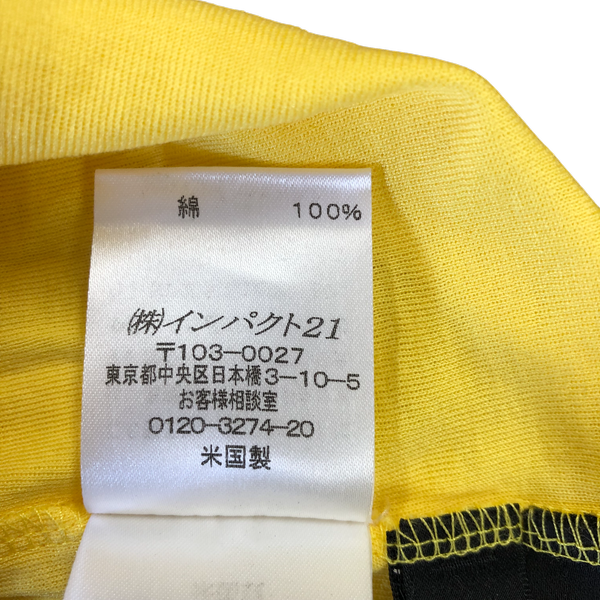 綿 100%
㈱インパクト21
〒103-0027
東京都中央区日本橋3-10-5
お客様相談室
0120-3274-20
米国製